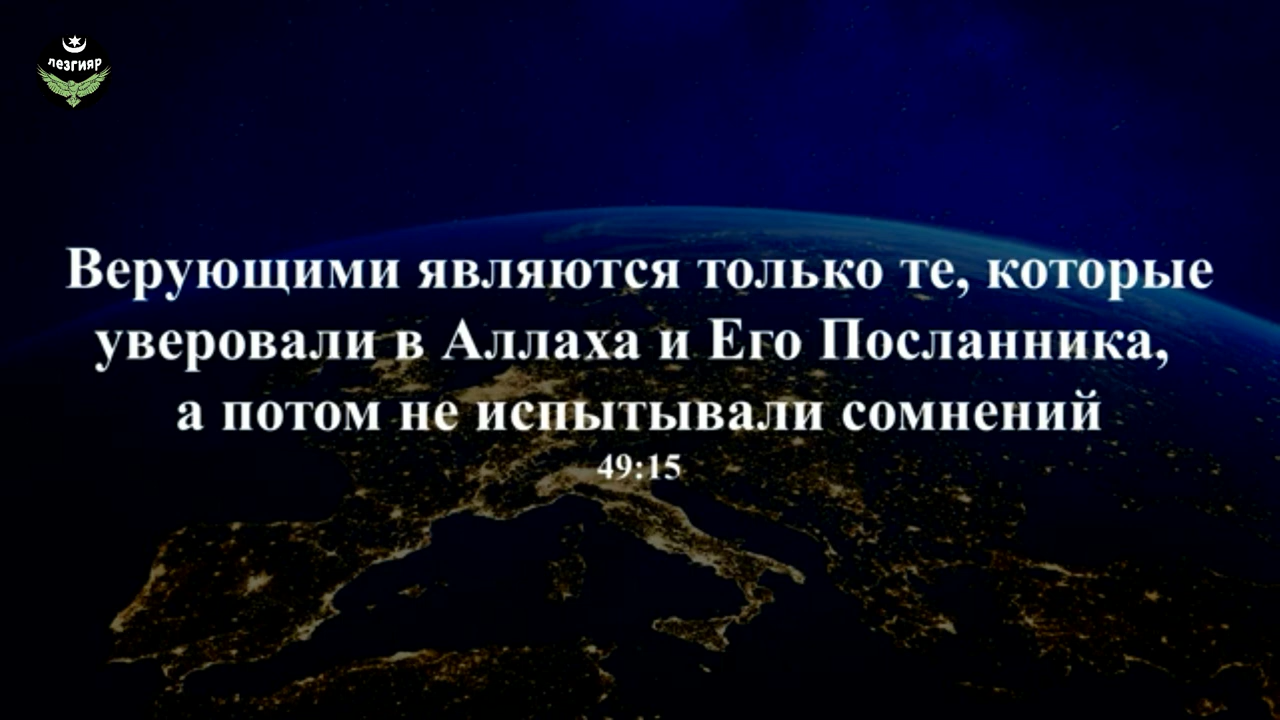 лезгияр
Верующими являются только те, которые
уверовали в Аллаха и Его Посланника,
а потом не испытывали сомнений
49:15